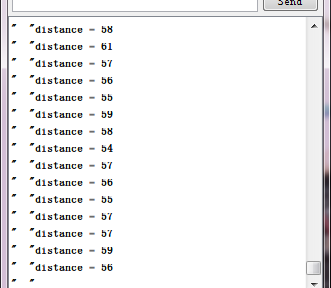 Send
"  "distance = 58
"  "distance = 61
"  "distance = 57
"  "distance = 56
"  "distance = 55
"  "distance = 59
"  "distance = 58
"  "distance = 54
"  "distance = 57
"  "distance = 56
"  "distance = 55
"  "distance = 57
"  "distance = 57
"  "distance = 59
"  "distance = 56
"  "